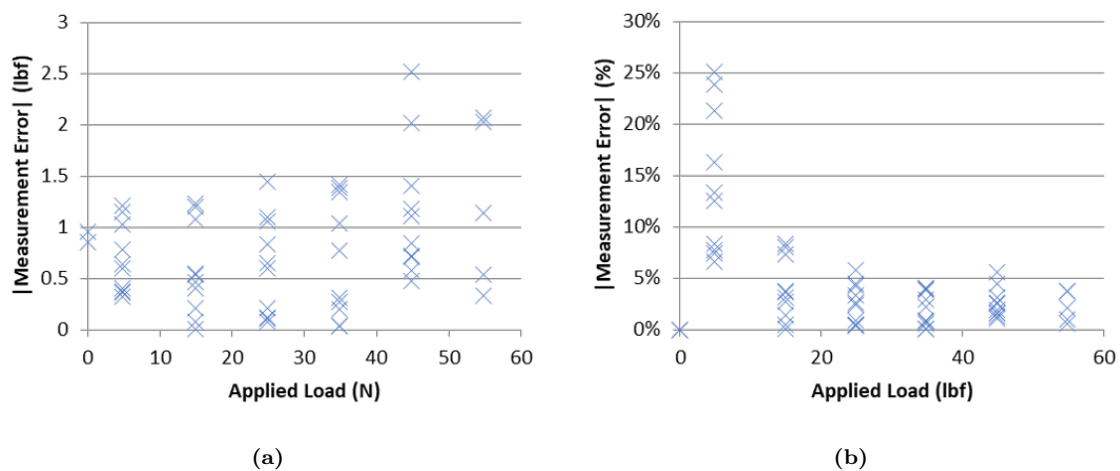 3
2.5
2
1.5
1
0.5
0
0 10 20 30 40 50 60
|Measurement Error| (lbf)
Applied Load (N)
(a)
30%
25%
20%
15%
10%
5%
0%
0 20 40 60
|Measurement Error| (%)
Applied Load (lbf)
(b)